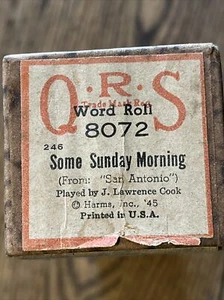 Q·R·S
Trade Mark Reg.
Word Roll
8072
246
Some Sunday Morning
(From: "San Antonio")
Played by J. Lawrence Cook
© Harms, Inc., '45
Printed in U.S.A.